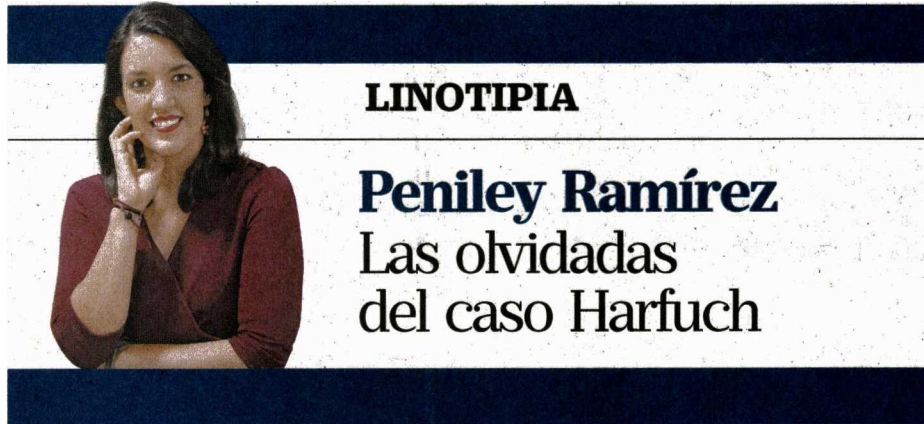 LINOTIPIA
Peniley Ramírez
Las olvidadas
del caso Harfuch